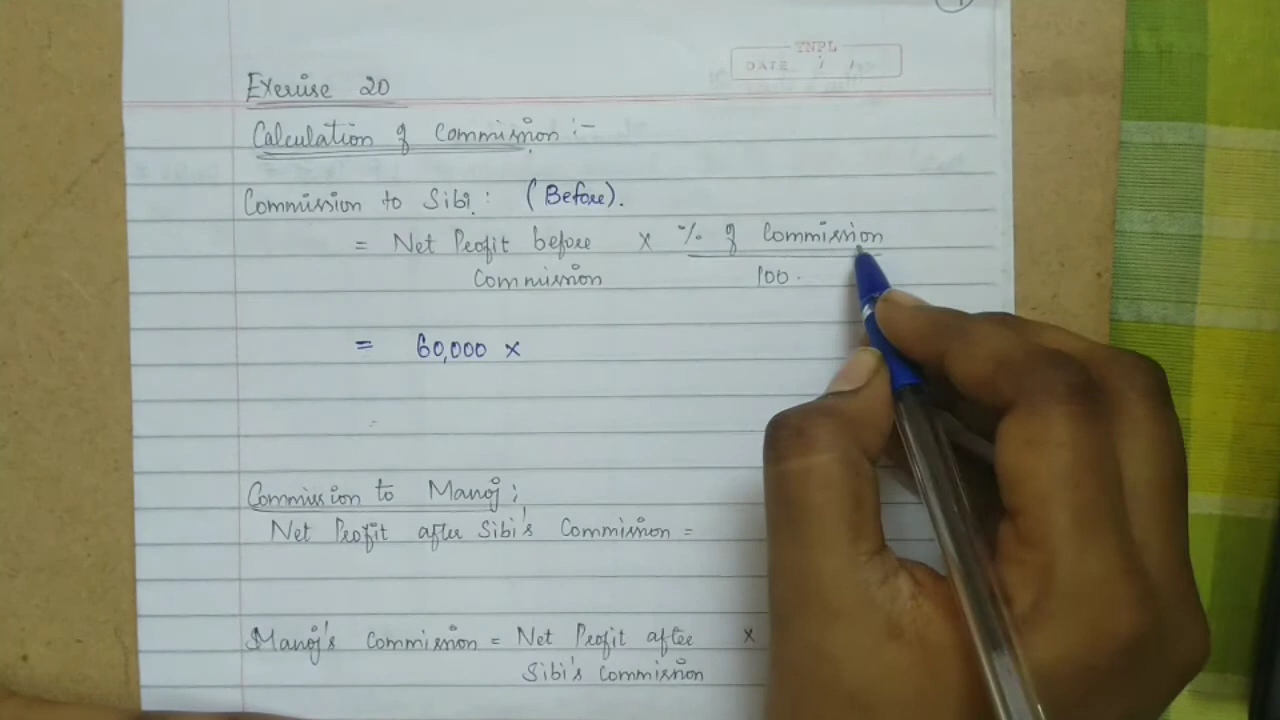 TNPL
DATE / /
Exercise 20
Calculation of Commission :-
Commission to Sibi : (Before).
= Net Profit before × % of Commission
Commission 100.
= 60,000 ×
Commission to Manoj :
Net Profit after Sibi's Commission =
Manoj's Commission = Net Profit after ×
Sibi's Commission